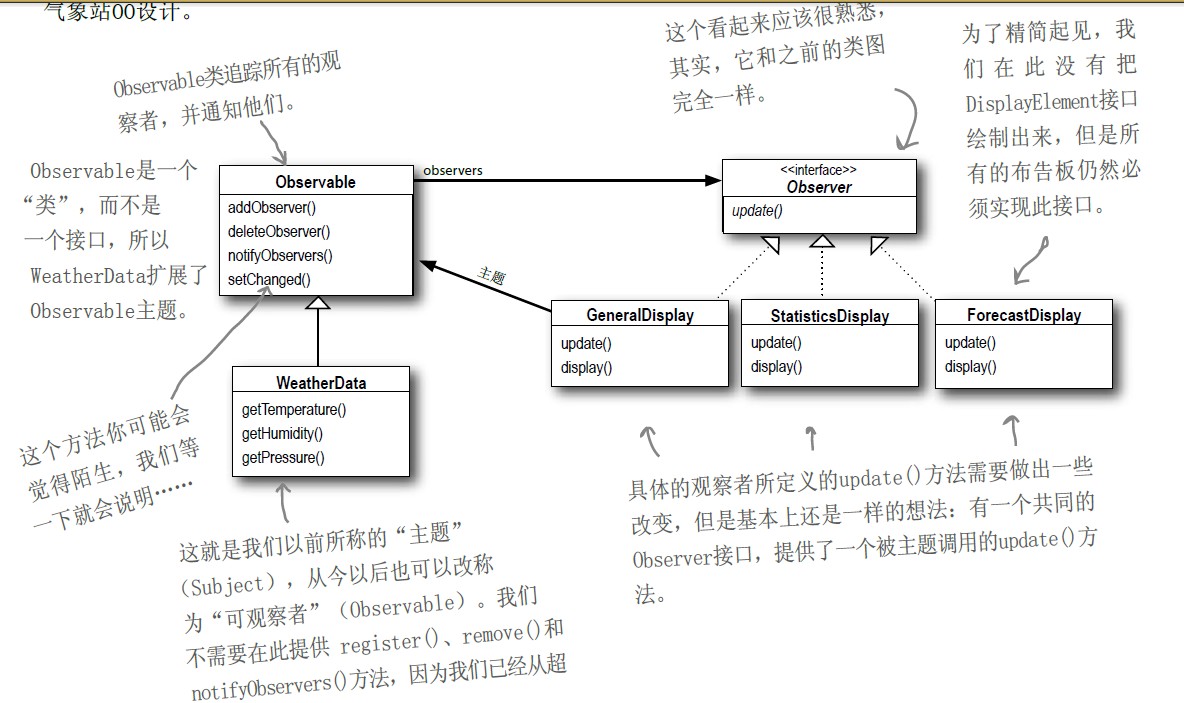 气象站OO设计。
Observable类追踪所有的观
察者，并通知他们。
这个看起来应该很熟悉，
其实，它和之前的类图
完全一样。
为了精简起见，我
们在此没有把
DisplayElement接口
绘制出来，但是所
有的布告板仍然必
须实现此接口。
Observable是一个
“类”，而不是
一个接口，所以
WeatherData扩展了
Observable主题。
Observable
addObserver()
deleteObserver()
notifyObservers()
setChanged()
observers
<<interface>>
Observer
update()
主题
GeneralDisplay
update()
display()
StatisticsDisplay
update()
display()
ForecastDisplay
update()
display()
WeatherData
getTemperature()
getHumidity()
getPressure()
这个方法你可能会
觉得陌生，我们等
一下就会说明……
具体的观察者所定义的update()方法需要做出一些
改变，但是基本上还是一样的想法：有一个共同的
Observer接口，提供了一个被主题调用的update()方
法。
这就是我们以前所称的“主题”
（Subject），从今以后也可以改称
为“可观察者”（Observable）。我们
不需要在此提供 register()、remove()和
notifyObservers()方法，因为我们已经从超